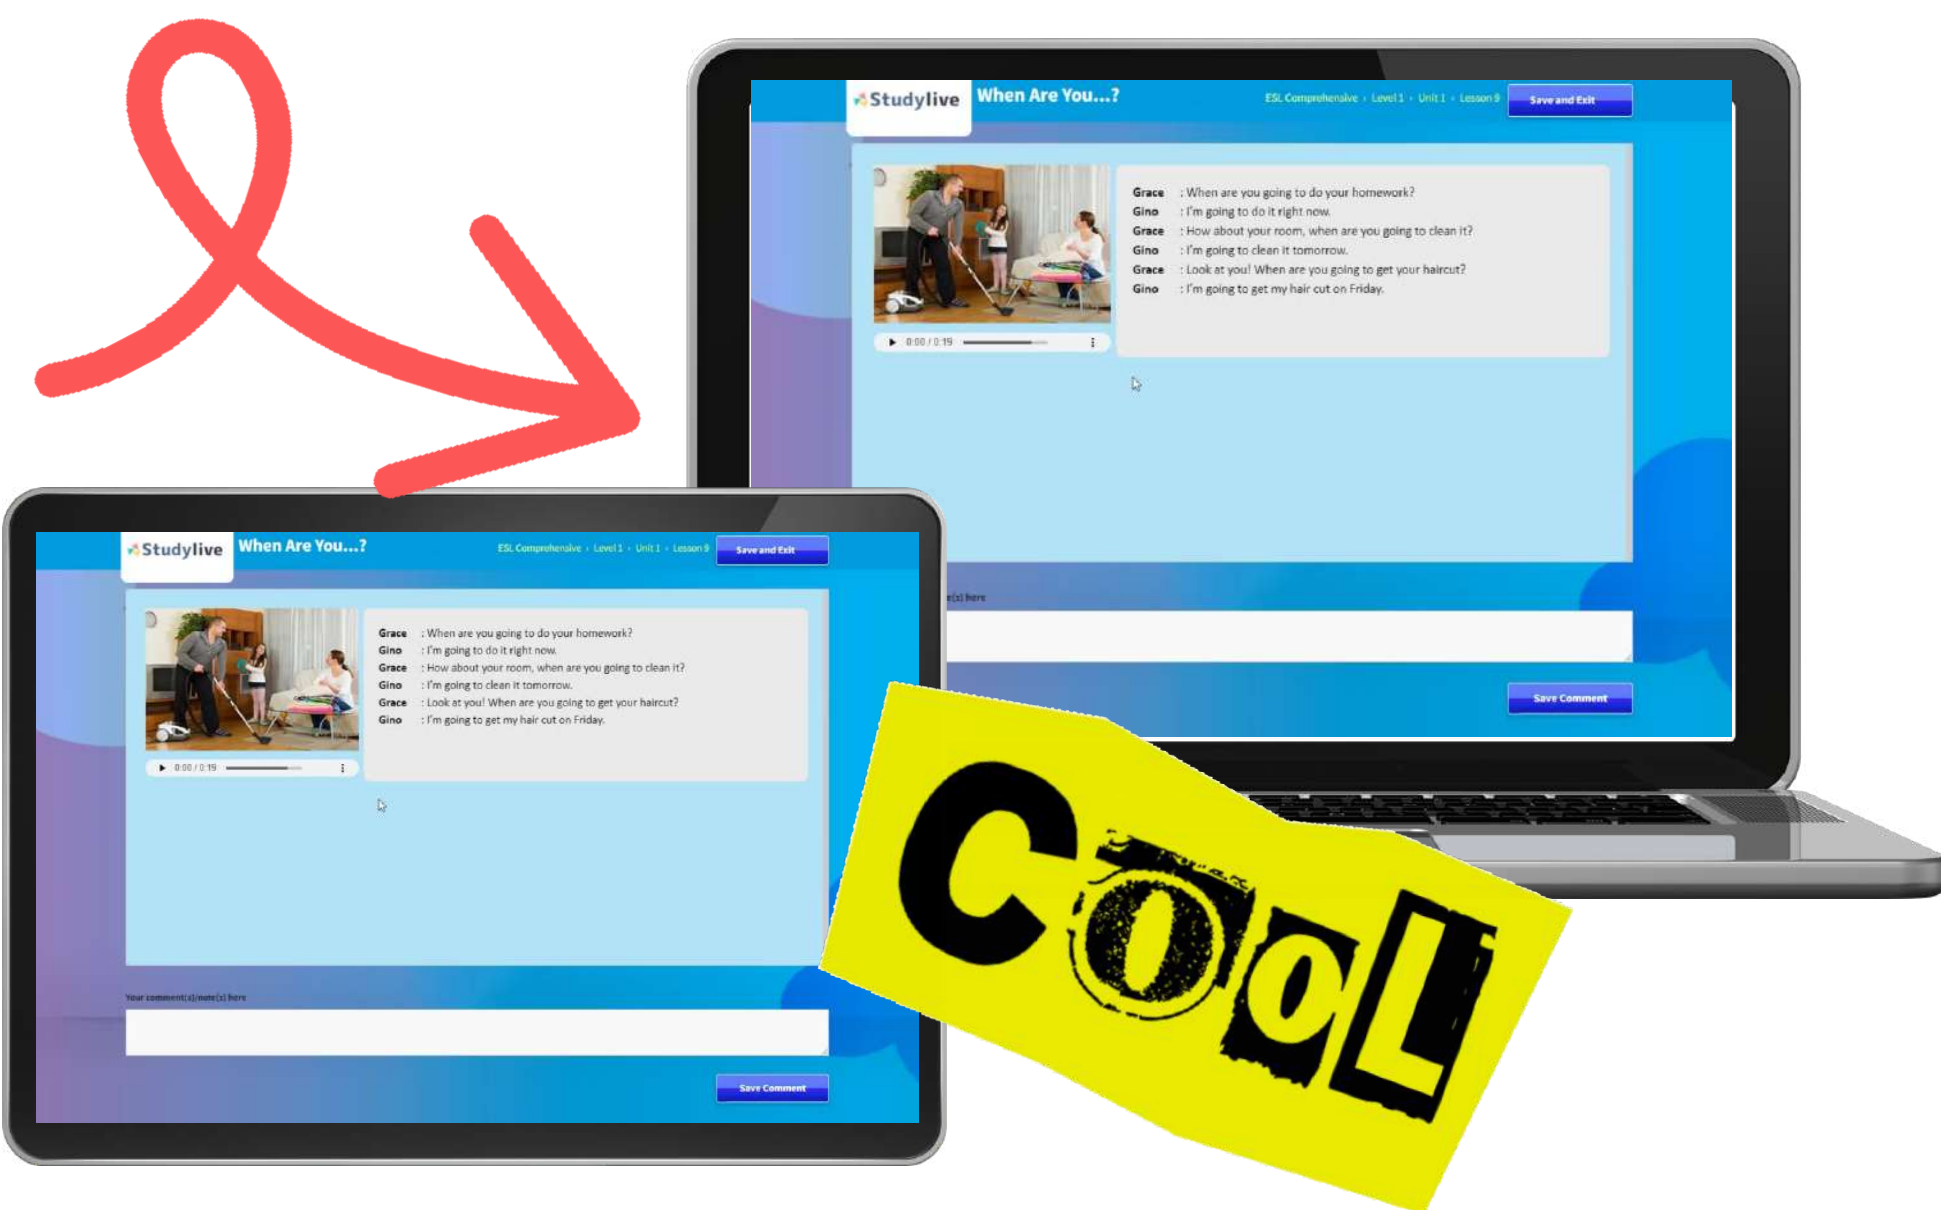 Studylive
When Are You...?
ESL Comprehensive › Level 1 › Unit 1 › Lesson 9
Save and Exit
Grace : When are you going to do your homework?
Gino : I'm going to do it right now.
Grace : How about your room, when are you going to clean it?
Gino : I'm going to clean it tomorrow.
Grace : Look at you! When are you going to get your haircut?
Gino : I'm going to get my hair cut on Friday.
0:00 / 0:19
e(s) here
Save Comment
Studylive
When Are You...?
ESL Comprehensive › Level 1 › Unit 1 › Lesson 9
Save and Exit
Grace : When are you going to do your homework?
Gino : I'm going to do it right now.
Grace : How about your room, when are you going to clean it?
Gino : I'm going to clean it tomorrow.
Grace : Look at you! When are you going to get your haircut?
Gino : I'm going to get my hair cut on Friday.
0:00 / 0:19
Your comment(s)/note(s) here
Save Comment
CooL